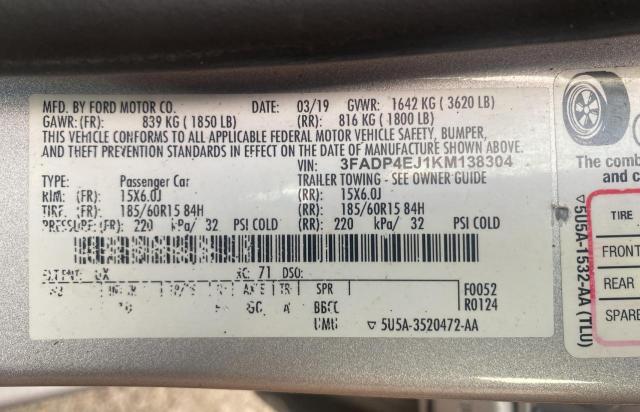 MFD. BY FORD MOTOR CO. DATE: 03/19 GVWR: 1642 KG ( 3620 LB)
GAWR: (FR): 839 KG ( 1850 LB) (RR): 816 KG ( 1800 LB)
THIS VEHICLE CONFORMS TO ALL APPLICABLE FEDERAL MOTOR VEHICLE SAFETY, BUMPER,
AND THEFT PREVENTION STANDARDS IN EFFECT ON THE DATE OF MANUFACTURE SHOWN ABOVE.
VIN: 3FADP4EJ1KM138304
TYPE: Passenger Car TRAILER TOWING - SEE OWNER GUIDE
RIM: (FR): 15X6.0J (RR): 15X6.0J
TIRE: (FR): 185/60R15 84H (RR): 185/60R15 84H
PRESSURE: (FR): 220 kPa/ 32 PSI COLD (RR): 220 kPa/ 32 PSI COLD
UX 71 DSO:
TR SPR F0052
R0124
▽ 5U5A-3520472-AA
The comb
and c
▽5U5A-1532-AA (TLU)
TIRE
FRONT
REAR
SPARE